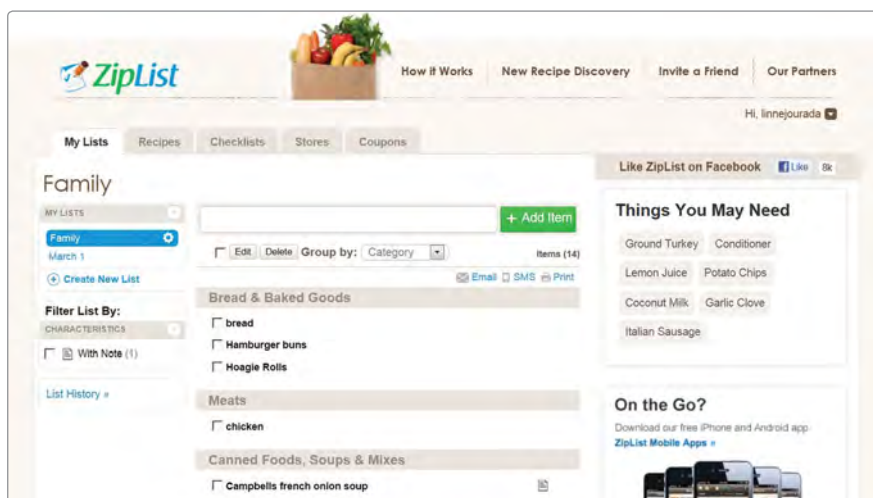 ZipList
How it Works
New Recipe Discovery
Invite a Friend
Our Partners
Hi, linnejourada
My Lists
Recipes
Checklists
Stores
Coupons
Like ZipList on Facebook
Like
8k
Family
MY LISTS
Family
March 1
Create New List
Filter List By:
CHARACTERISTICS
With Note (1)
List History »
+ Add Item
Edit Delete Group by: Category
Items (14)
Email SMS Print
Bread & Baked Goods
bread
Hamburger buns
Hoagie Rolls
Meats
chicken
Canned Foods, Soups & Mixes
Campbells french onion soup
Things You May Need
Ground Turkey Conditioner
Lemon Juice Potato Chips
Coconut Milk Garlic Clove
Italian Sausage
On the Go?
Download our free iPhone and Android app
ZipList Mobile Apps »